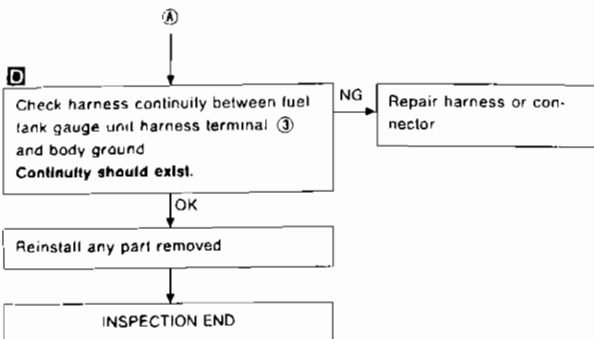 Ⓐ
D
Check harness continuity between fuel
tank gauge unit harness terminal ③
and body ground
Continuity should exist.
NG
Repair harness or con-
nector
OK
Reinstall any part removed
INSPECTION END